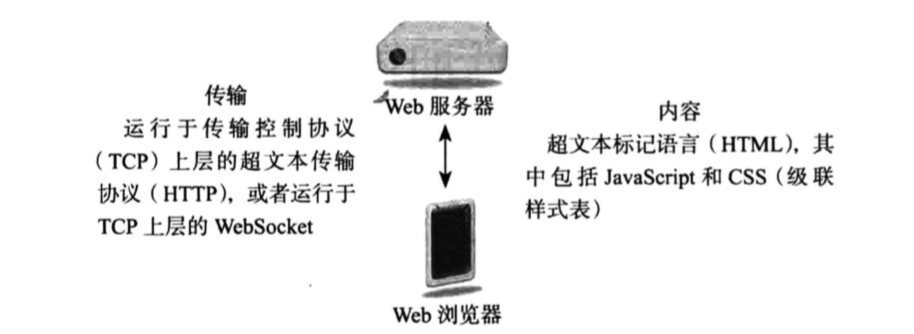 Web 服务器
传输
运行于传输控制协议
（TCP）上层的超文本传输
协议（HTTP)，或者运行于
TCP 上层的 WebSocket
内容
超文本标记语言（HTML)，其
中包括 JavaScript 和 CSS（级联
样式表）
Web 浏览器